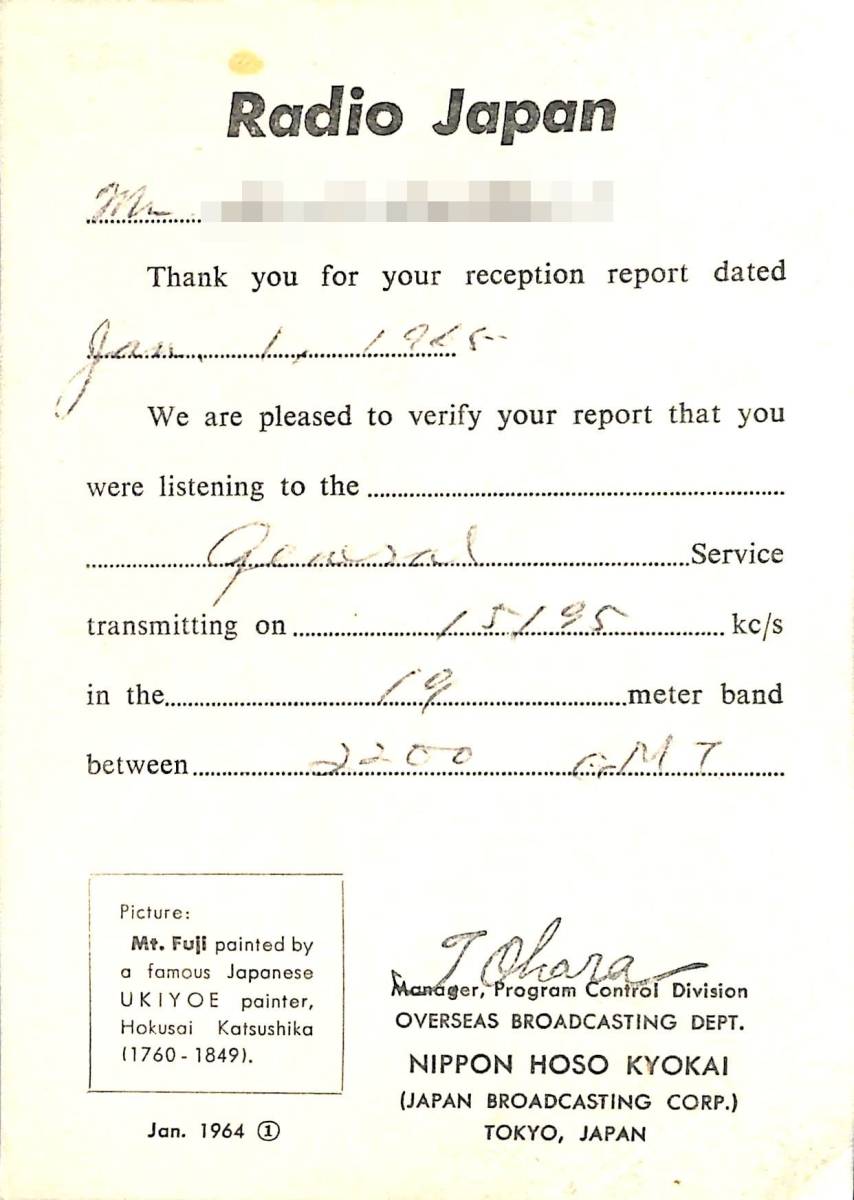 Radio Japan
Mr
Thank you for your reception report dated
Jan. 1, 1965
We are pleased to verify your report that you
were listening to the
General Service
transmitting on 15195 kc/s
in the 19 meter band
between 2200 GMT
Picture:
Mt. Fuji painted by
a famous Japanese
UKIYOE painter,
Hokusai Katsushika
(1760-1849).
Jan. 1964 ①
T Ohara
Manager, Program Control Division
OVERSEAS BROADCASTING DEPT.
NIPPON HOSO KYOKAI
(JAPAN BROADCASTING CORP.)
TOKYO, JAPAN